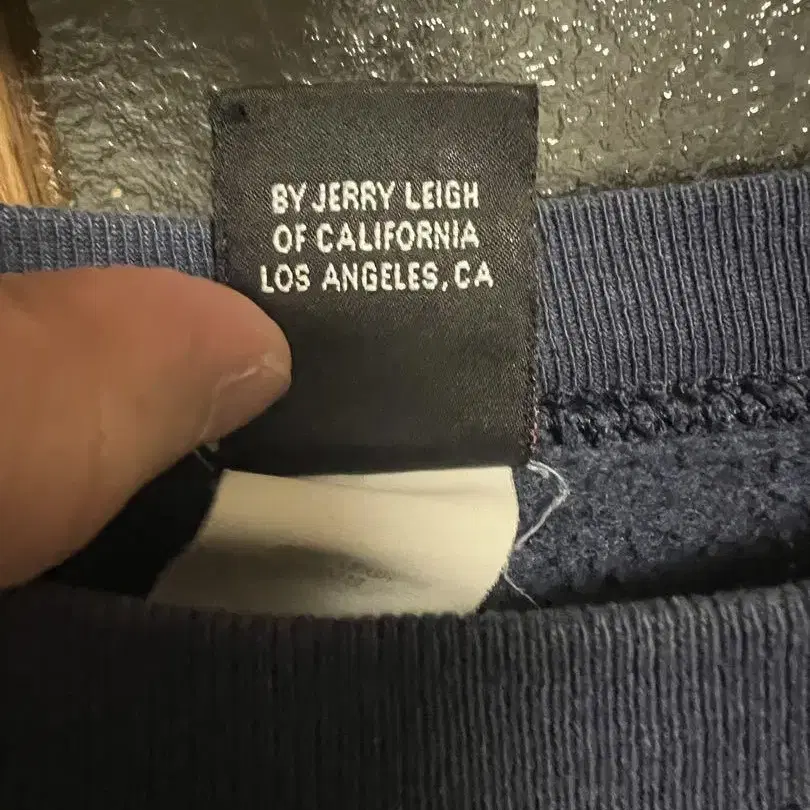 BY JERRY LEIGH
OF CALIFORNIA
LOS ANGELES, CA